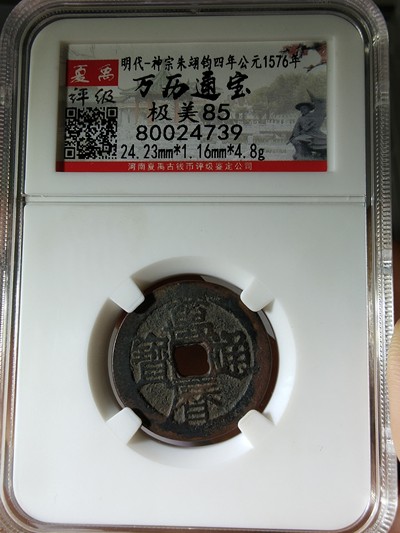 夏禹
评级
明代-神宗朱翊钧四年公元1576年
万历通宝
极美85
80024739
24.23mm*1.16mm*4.8g
河南夏禹古钱币评级鉴定公司
萬曆通寶